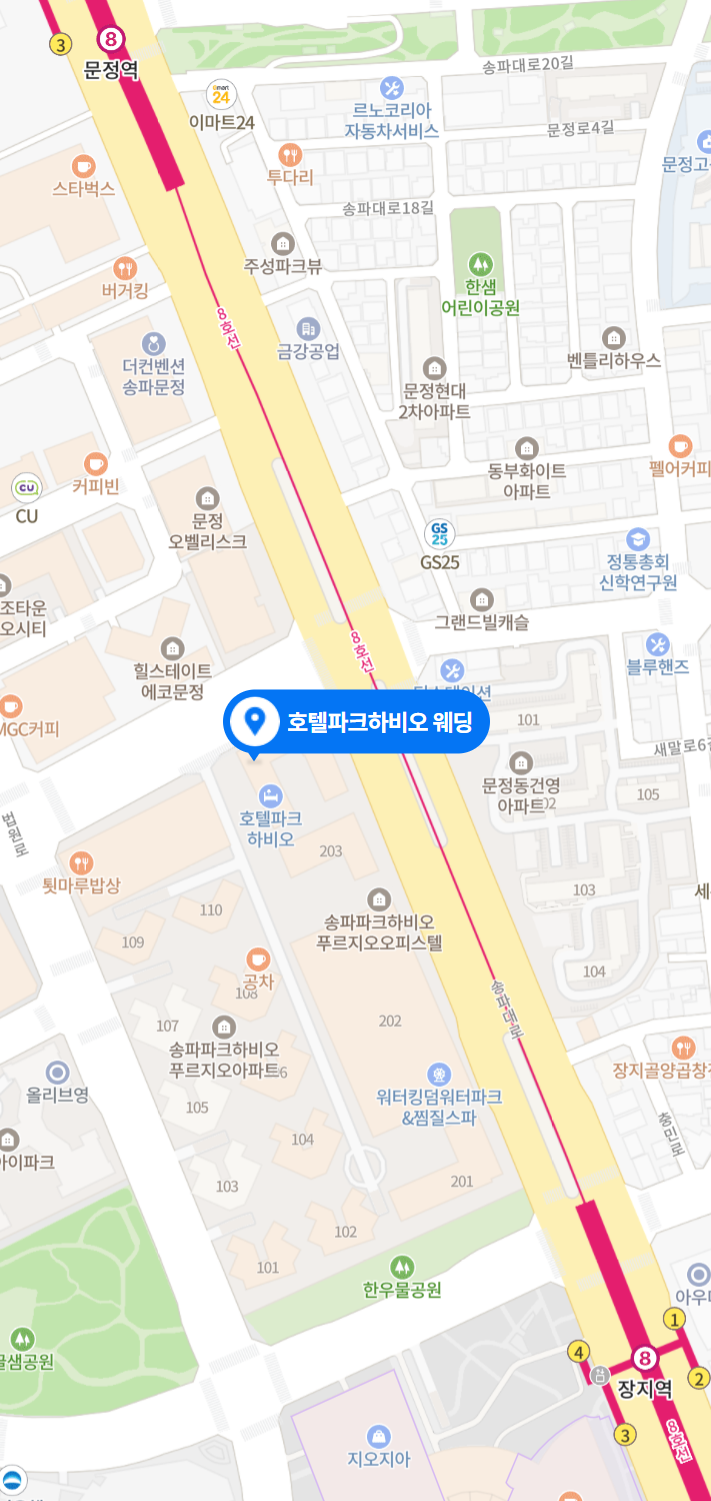 3
8
문정역
송파대로20길
emart
24
이마트24
르노코리아
자동차서비스
문정로4길
문정고
스타벅스
투다리
송파대로18길
주성파크뷰
한샘
어린이공원
버거킹
8호선
금강공업
벤틀리하우스
더컨벤션
송파문정
문정현대
2차아파트
커피빈
동부화이트
아파트
펠어커피
CU
CU
문정
오벨리스크
GS
25
GS25
정통총회
신학연구원
조타운
오시티
그랜드빌캐슬
8호선
힐스테이트
에코문정
블루핸즈
MGC커피
호텔파크하비오 웨딩
101
새말로6길
문정동건영
아파트
105
호텔파크
하비오
법원로
203
톳마루밥상
103
110
송파파크하비오
푸르지오오피스텔
109
104
공차
108
송파대로
107
202
송파파크하비오
푸르지오아파트
장지골양곱창
올리브영
워터킹덤워터파크
&찜질스파
105
충민로
104
아이파크
103
201
102
101
한우물공원
아우디
1
글샘공원
4
8
장지역
2
3
8호선
지오지아